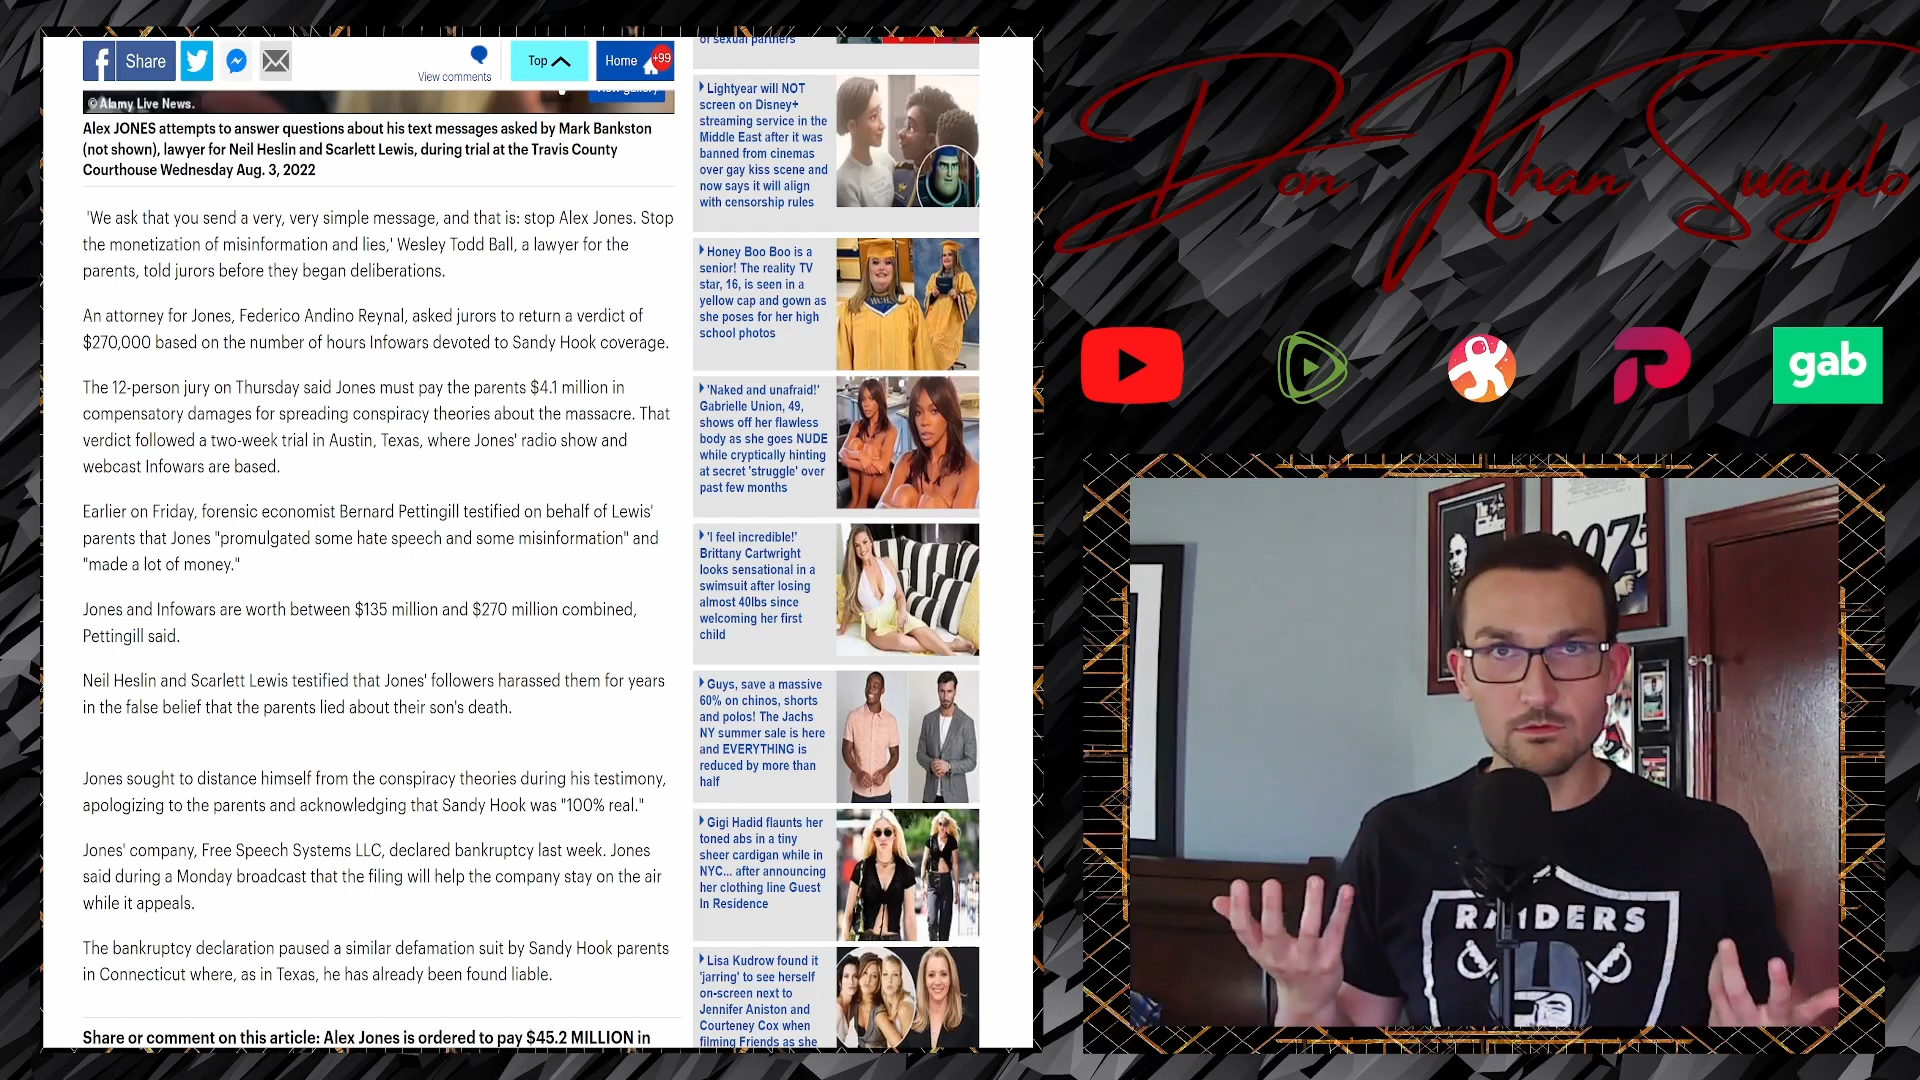 Share
View comments
Top
Home
+99
© Alamy Live News.
Alex JONES attempts to answer questions about his text messages asked by Mark Bankston
(not shown), lawyer for Neil Heslin and Scarlett Lewis, during trial at the Travis County
Courthouse Wednesday Aug. 3, 2022
'We ask that you send a very, very simple message, and that is: stop Alex Jones. Stop
the monetization of misinformation and lies,' Wesley Todd Ball, a lawyer for the
parents, told jurors before they began deliberations.
An attorney for Jones, Federico Andino Reynal, asked jurors to return a verdict of
$270,000 based on the number of hours Infowars devoted to Sandy Hook coverage.
The 12-person jury on Thursday said Jones must pay the parents $4.1 million in
compensatory damages for spreading conspiracy theories about the massacre. That
verdict followed a two-week trial in Austin, Texas, where Jones' radio show and
webcast Infowars are based.
Earlier on Friday, forensic economist Bernard Pettingill testified on behalf of Lewis'
parents that Jones "promulgated some hate speech and some misinformation" and
"made a lot of money."
Jones and Infowars are worth between $135 million and $270 million combined,
Pettingill said.
Neil Heslin and Scarlett Lewis testified that Jones' followers harassed them for years
in the false belief that the parents lied about their son's death.
Jones sought to distance himself from the conspiracy theories during his testimony,
apologizing to the parents and acknowledging that Sandy Hook was "100% real."
Jones' company, Free Speech Systems LLC, declared bankruptcy last week. Jones
said during a Monday broadcast that the filing will help the company stay on the air
while it appeals.
The bankruptcy declaration paused a similar defamation suit by Sandy Hook parents
in Connecticut where, as in Texas, he has already been found liable.
Share or comment on this article: Alex Jones is ordered to pay $45.2 MILLION in
of sexual partners
Lightyear will NOT
screen on Disney+
streaming service in the
Middle East after it was
banned from cinemas
over gay kiss scene and
now says it will align
with censorship rules
Honey Boo Boo is a
senior! The reality TV
star, 16, is seen in a
yellow cap and gown as
she poses for her high
school photos
'Naked and unafraid!'
Gabrielle Union, 49,
shows off her flawless
body as she goes NUDE
while cryptically hinting
at secret 'struggle' over
past few months
'I feel incredible!'
Brittany Cartwright
looks sensational in a
swimsuit after losing
almost 40lbs since
welcoming her first
child
Guys, save a massive
60% on chinos, shorts
and polos! The Jachs
NY summer sale is here
and EVERYTHING is
reduced by more than
half
Gigi Hadid flaunts her
toned abs in a tiny
sheer cardigan while in
NYC... after announcing
her clothing line Guest
In Residence
Lisa Kudrow found it
'jarring' to see herself
on-screen next to
Jennifer Aniston and
Courteney Cox when
filming Friends as she
Don Khan Swaylo
gab
007
RAIDERS